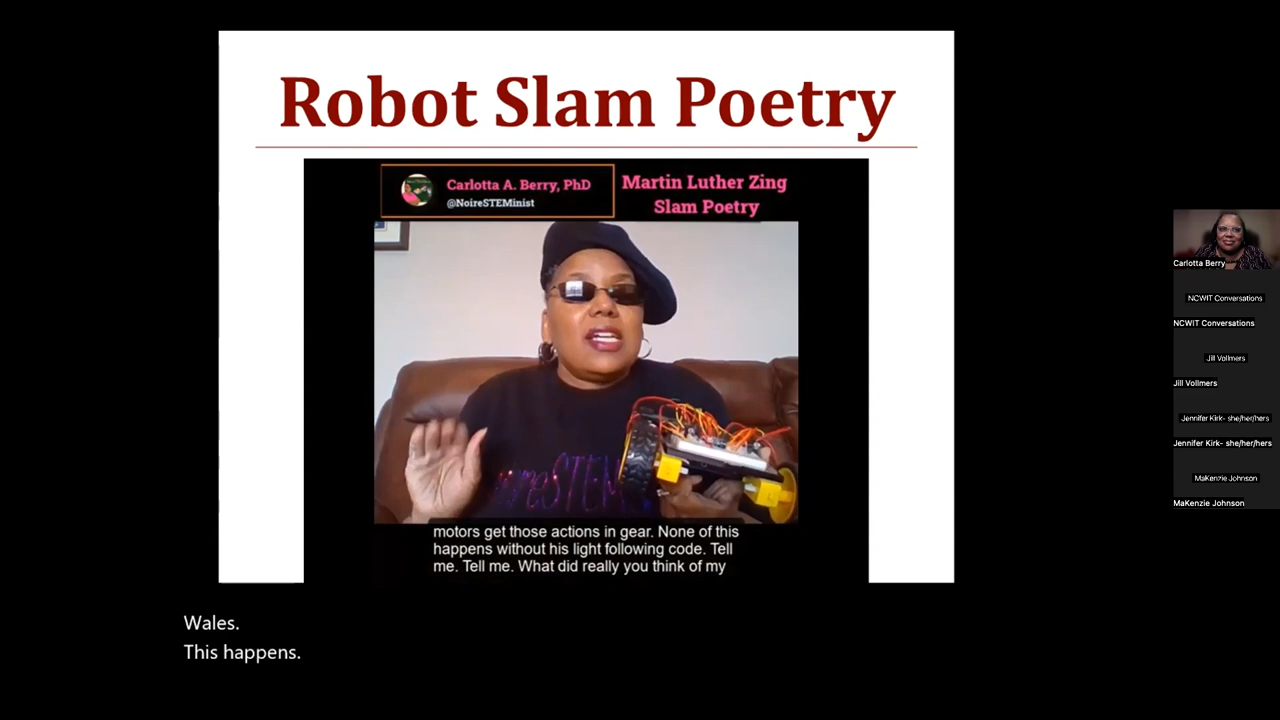 Robot Slam Poetry
Carlotta A. Berry, PhD
@NoireSTEMinist
Martin Luther Zing
Slam Poetry
motors get those actions in gear. None of this
happens without his light following code. Tell
me. Tell me. What did really you think of my
Wales.
This happens.
Carlotta Berry
NCWIT Conversations
NCWIT Conversations
Jill Vollmers
Jill Vollmers
Jennifer Kirk- she/her/hers
Jennifer Kirk- she/her/hers
MaKenzie Johnson
MaKenzie Johnson